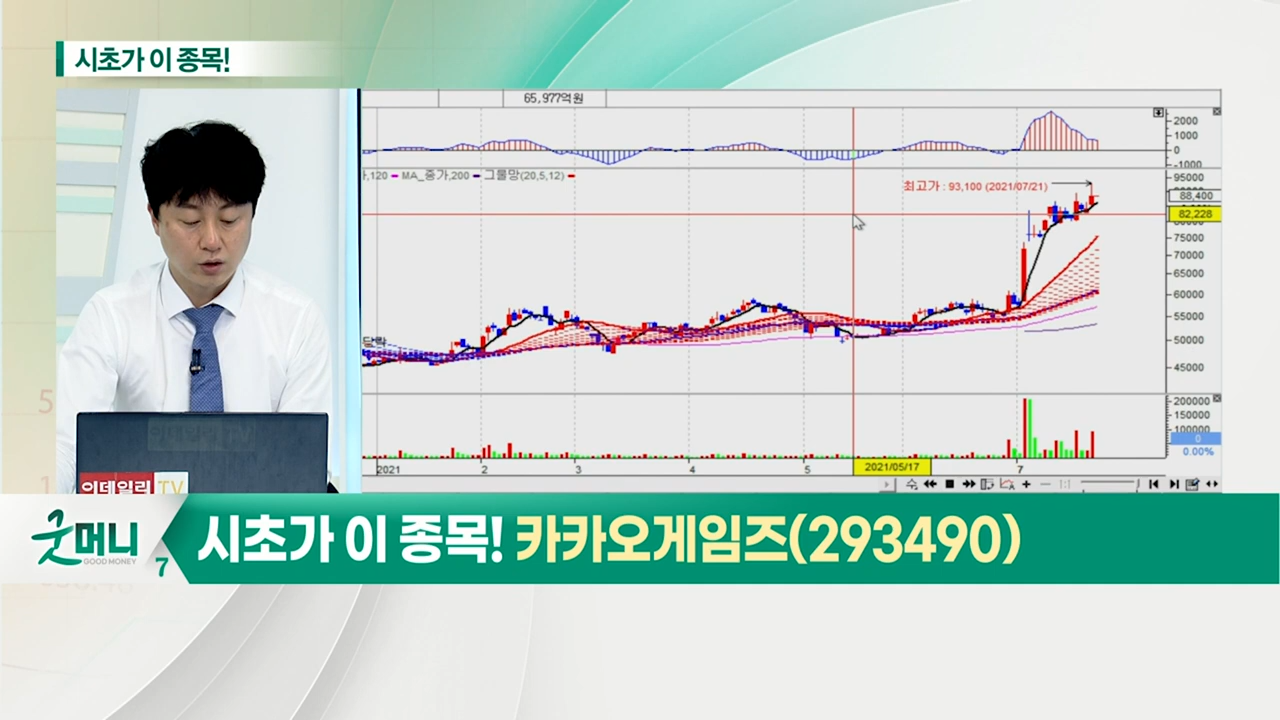 시초가 이 종목!
65,977억원
2000
1000
0
-1000
,120 MA_종가,200 그물망(20,5,12)
최고가 : 93,100 (2021/07/21)
95000
88,400
82,228
75000
70000
65000
60000
55000
50000
45000
200000
150000
100000
0
0.00%
2021 2 3 4 5 2021/05/17 7
이데일리 TV
굿머니
GOOD MONEY
7
시초가 이 종목! 카카오게임즈(293490)